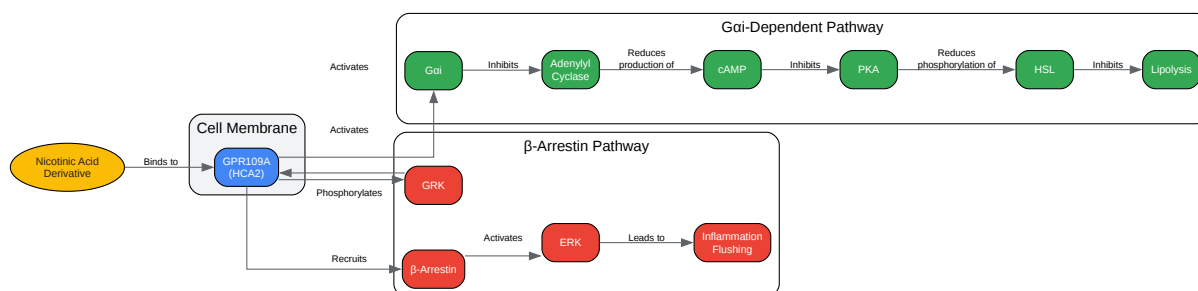 Gαi-Dependent Pathway
Activates
Gαi
Inhibits
Adenylyl
Cyclase
Reduces
production of
cAMP
Inhibits
PKA
Reduces
phosphorylation of
HSL
Inhibits
Lipolysis
Cell Membrane
Activates
β-Arrestin Pathway
Nicotinic Acid
Derivative
Binds to
GPR109A
(HCA2)
Phosphorylates
GRK
Recruits
β-Arrestin
Activates
ERK
Leads to
Inflammation
Flushing